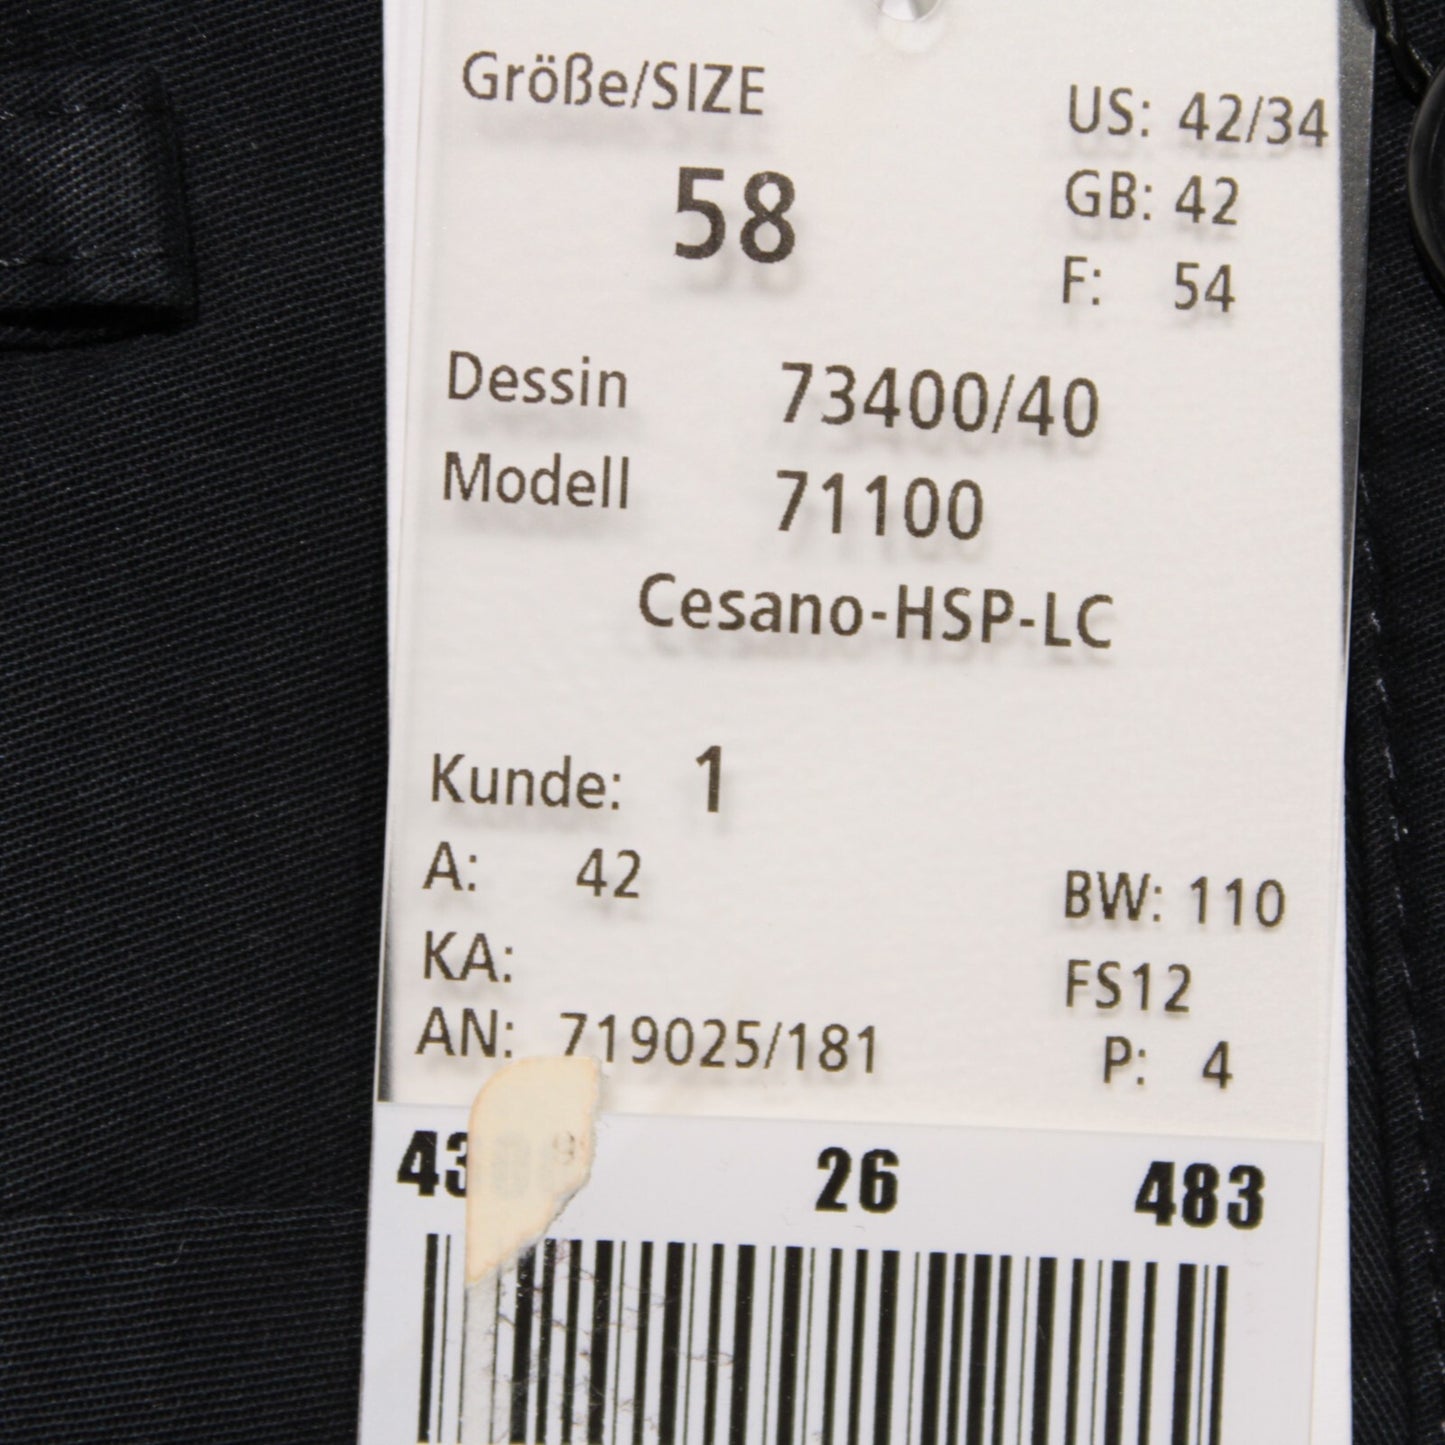 Größe/SIZE
58
US: 42/34
GB: 42
F: 54
Dessin 73400/40
Modell 71100
Cesano-HSP-LC
Kunde: 1
A: 42
BW: 110
KA:
FS12
AN: 719025/181
P: 4
43 26 483